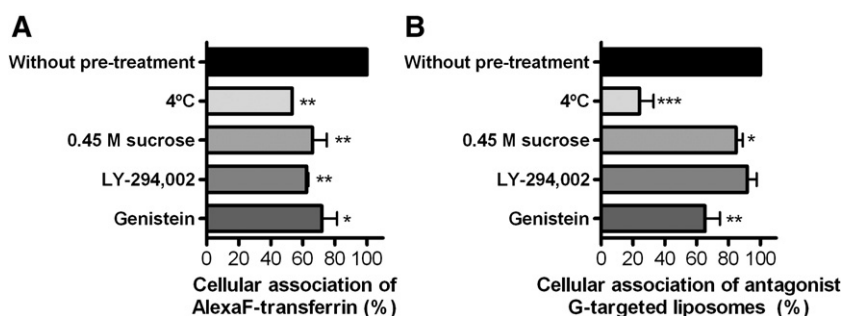 A
Without pre-treatment
4ºC
**
0.45 M sucrose
**
LY-294,002
**
Genistein
*
0 20 40 60 80 100
Cellular association of
AlexaF-transferrin (%)
B
Without pre-treatment
4ºC
***
0.45 M sucrose
*
LY-294,002
Genistein
**
0 20 40 60 80 100
Cellular association of antagonist
G-targeted liposomes (%)